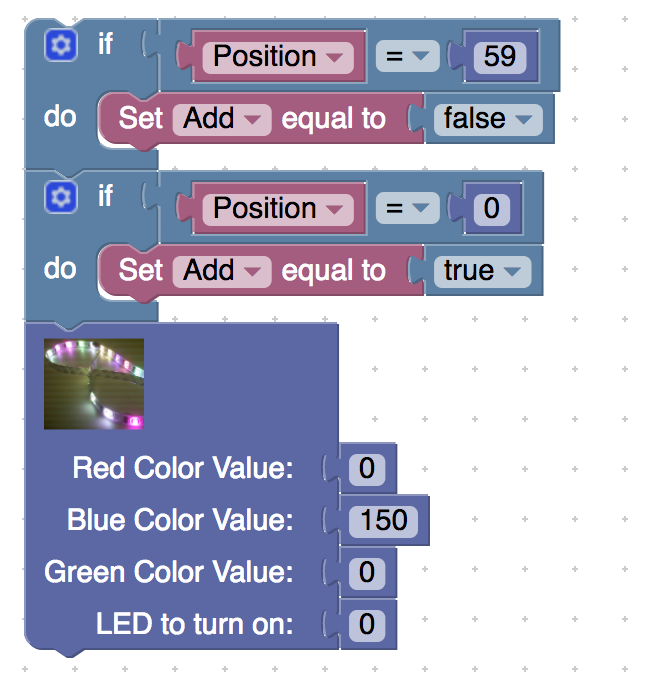 if Position = 59
do Set Add equal to false
if Position = 0
do Set Add equal to true
Red Color Value: 0
Blue Color Value: 150
Green Color Value: 0
LED to turn on: 0